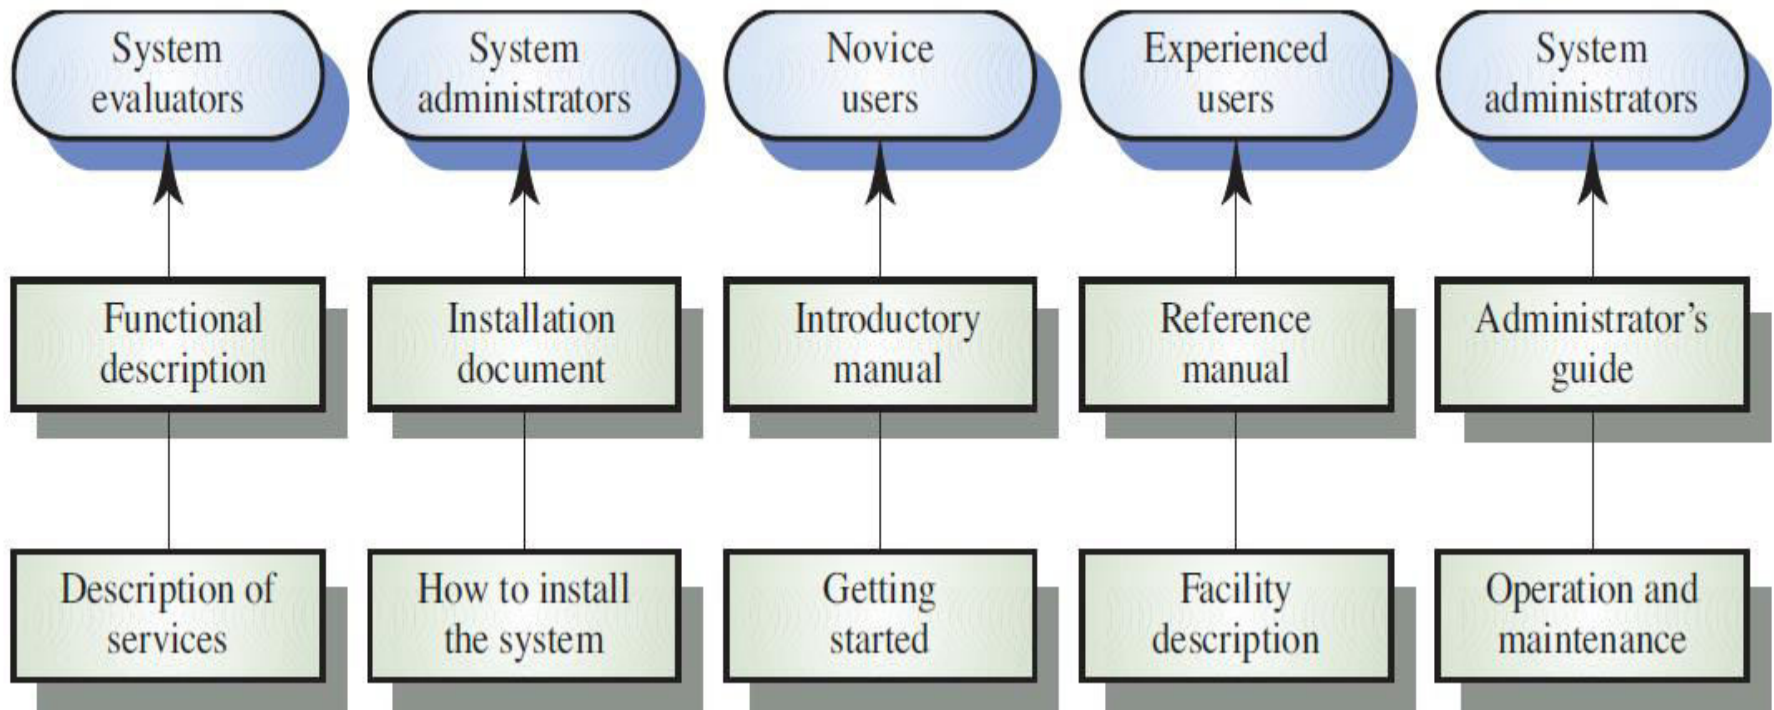 System
evaluators
System
administrators
Novice
users
Experienced
users
System
administrators
Functional
description
Installation
document
Introductory
manual
Reference
manual
Administrator’s
guide
Description of
services
How to install
the system
Getting
started
Facility
description
Operation and
maintenance